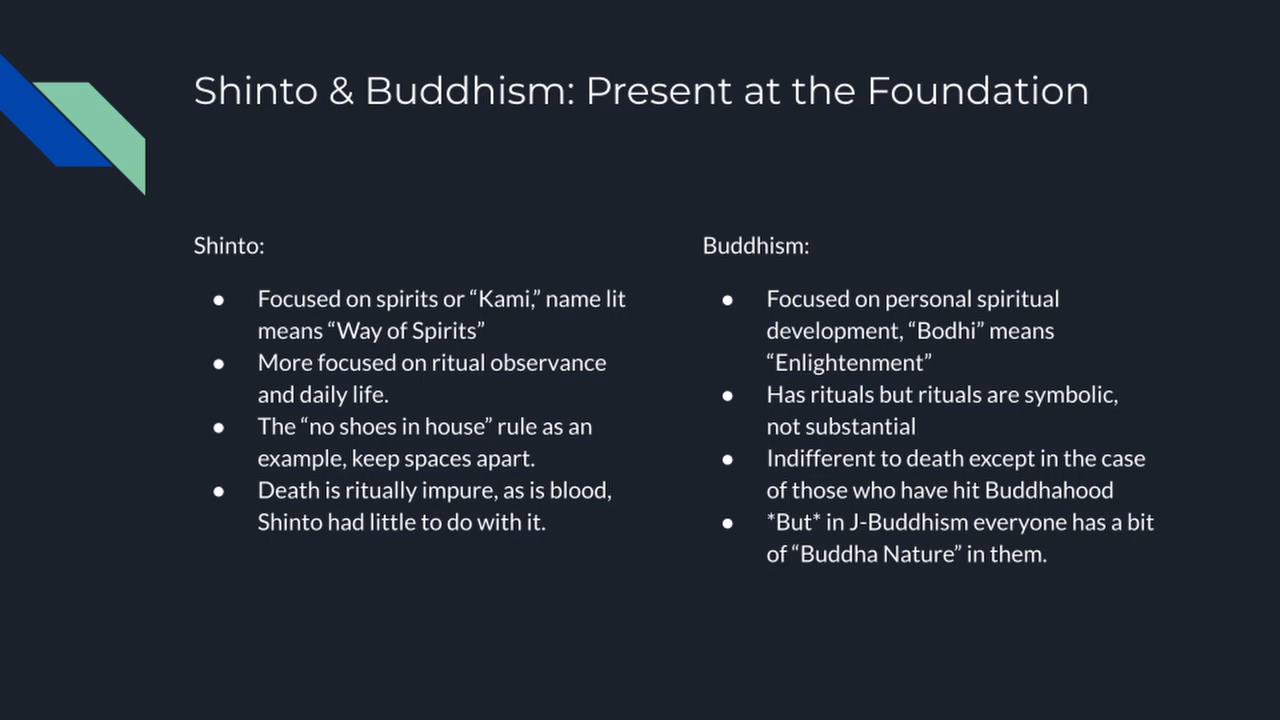 Shinto & Buddhism: Present at the Foundation
Shinto:
● Focused on spirits or “Kami,” name lit
means “Way of Spirits”
● More focused on ritual observance
and daily life.
● The “no shoes in house” rule as an
example, keep spaces apart.
● Death is ritually impure, as is blood,
Shinto had little to do with it.
Buddhism:
● Focused on personal spiritual
development, “Bodhi” means
“Enlightenment”
● Has rituals but rituals are symbolic,
not substantial
● Indifferent to death except in the case
of those who have hit Buddhahood
● *But* in J-Buddhism everyone has a bit
of “Buddha Nature” in them.